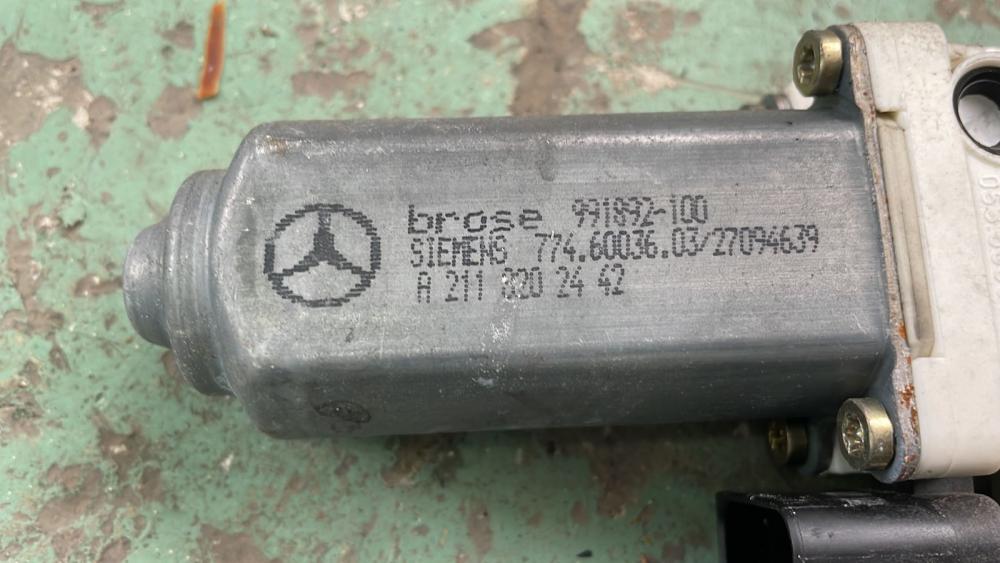 brose 991892-100
SIEMENS 774.60036.03/27094639
A 211 820 24 42